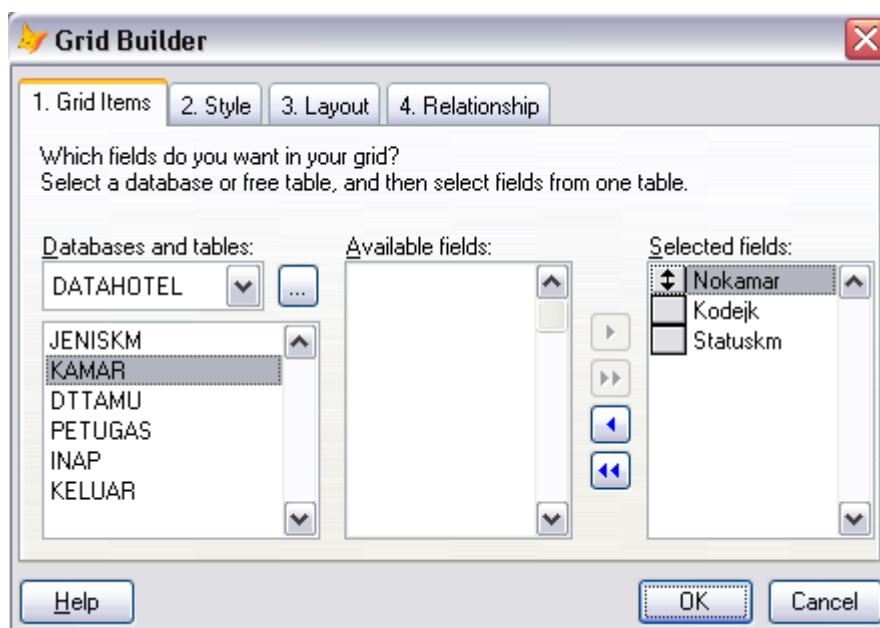 Grid Builder
1. Grid Items
2. Style
3. Layout
4. Relationship
Which fields do you want in your grid?
Select a database or free table, and then select fields from one table.
Databases and tables:
DATAHOTEL
...
JENISKM
KAMAR
DTTAMU
PETUGAS
INAP
KELUAR
Available fields:
Selected fields:
Nokamar
Kodejk
Statuskm
Help
OK
Cancel